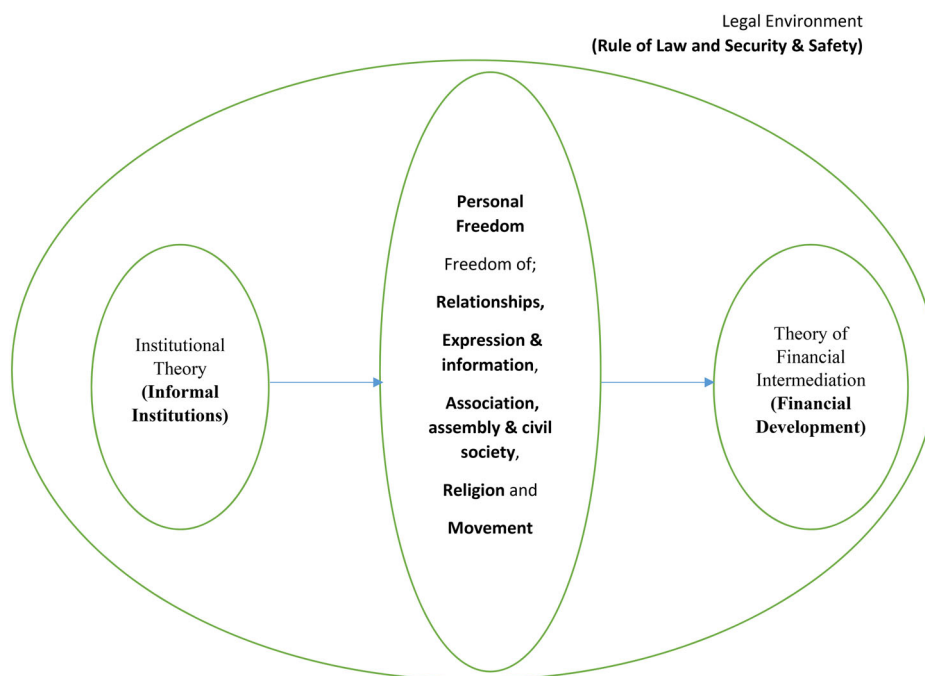 Legal Environment
(Rule of Law and Security & Safety)
Institutional
Theory
(Informal
Institutions)
Personal
Freedom
Freedom of;
Relationships,
Expression &
information,
Association,
assembly & civil
society,
Religion and
Movement
Theory of
Financial
Intermediation
(Financial
Development)